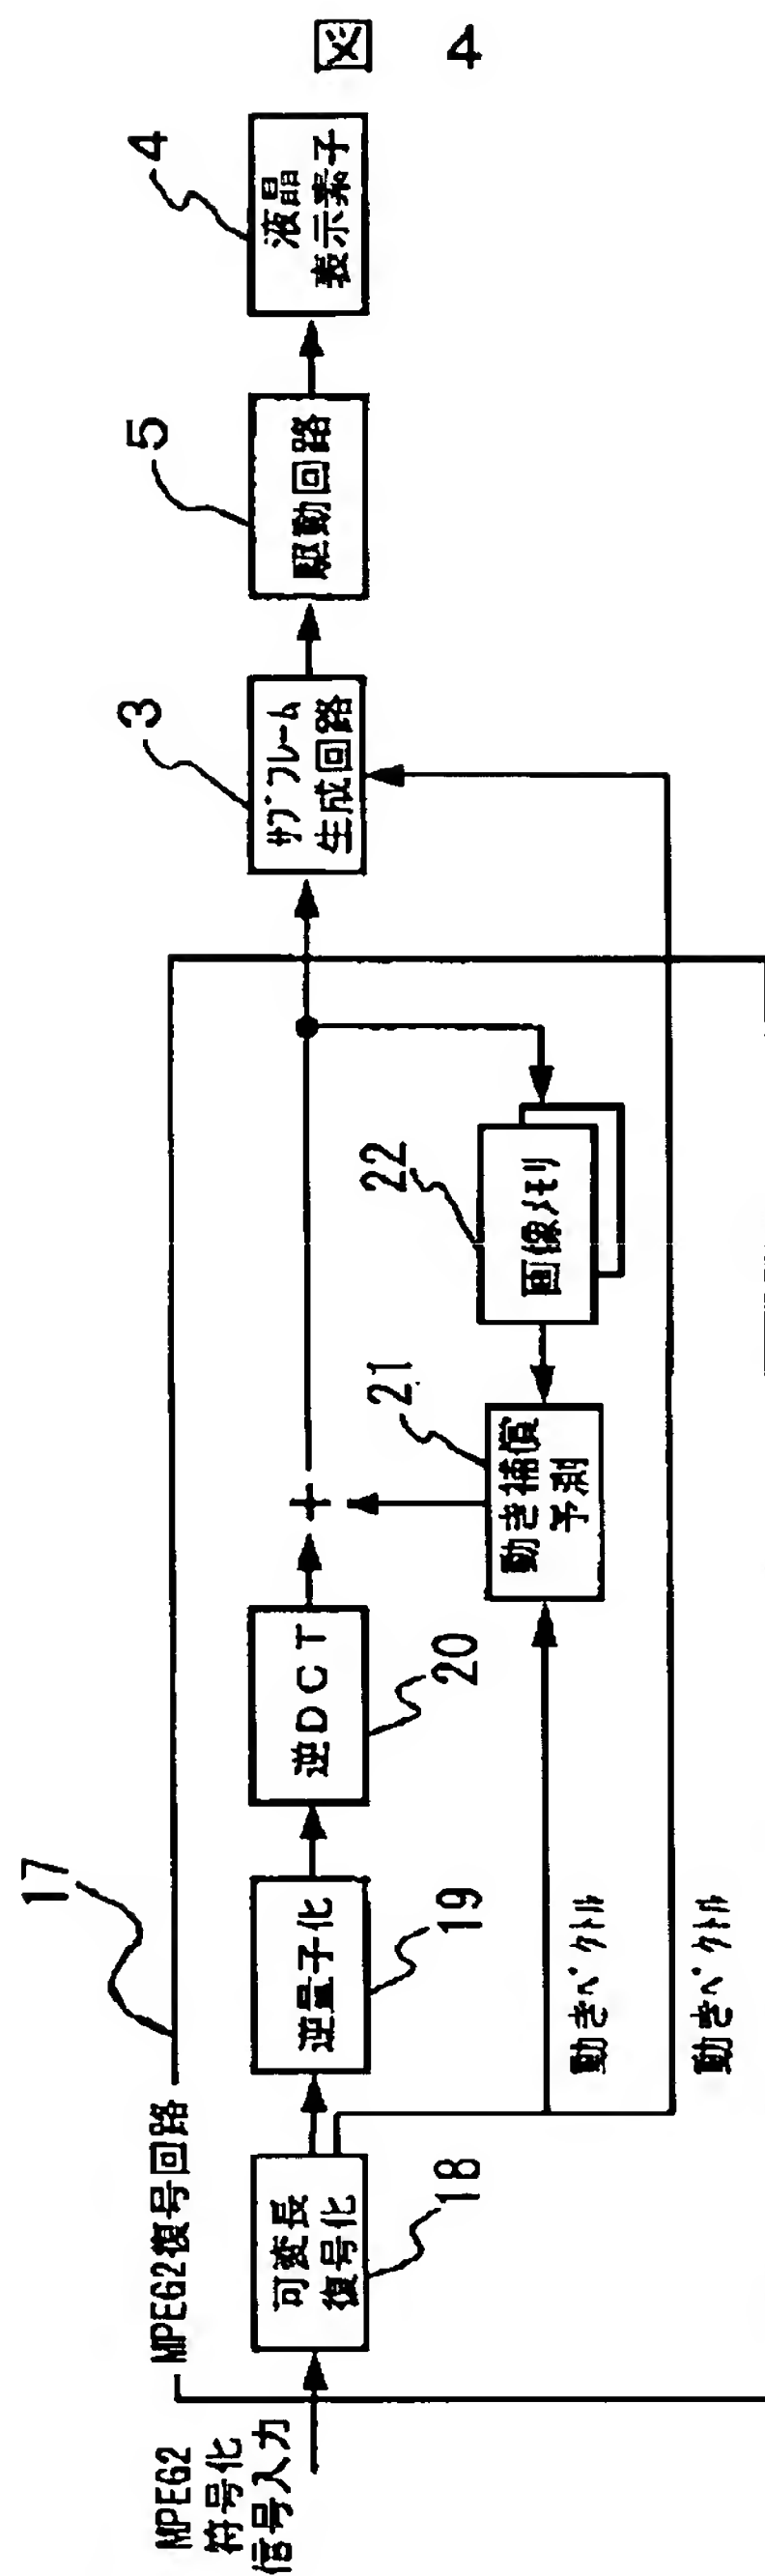 図 4
MPEG2
符号化
信号入力
MPEG2復号回路
17
可変長
復号化
18
逆量子化
19
逆DCT
20
+
動き補償
予測
21
画像メモリ
22
動きベクトル
動きベクトル
サブフレーム
生成回路
3
駆動回路
5
液晶
表示素子
4